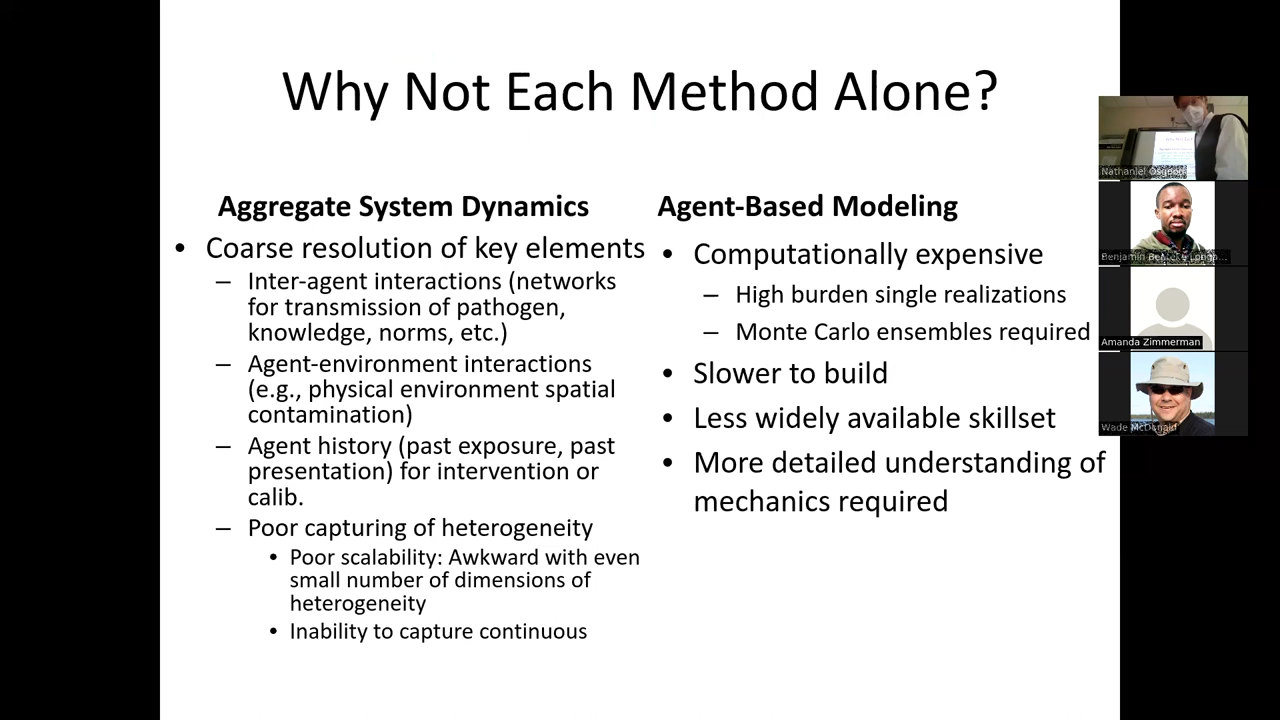 Why Not Each Method Alone?
Aggregate System Dynamics
• Coarse resolution of key elements
– Inter-agent interactions (networks
for transmission of pathogen,
knowledge, norms, etc.)
– Agent-environment interactions
(e.g., physical environment spatial
contamination)
– Agent history (past exposure, past
presentation) for intervention or
calib.
– Poor capturing of heterogeneity
• Poor scalability: Awkward with even
small number of dimensions of
heterogeneity
• Inability to capture continuous
Agent-Based Modeling
• Computationally expensive
– High burden single realizations
– Monte Carlo ensembles required
• Slower to build
• Less widely available skillset
• More detailed understanding of
mechanics required
Nathaniel Osgood
Benjamin
Amanda Zimmerman
Wade McDonald